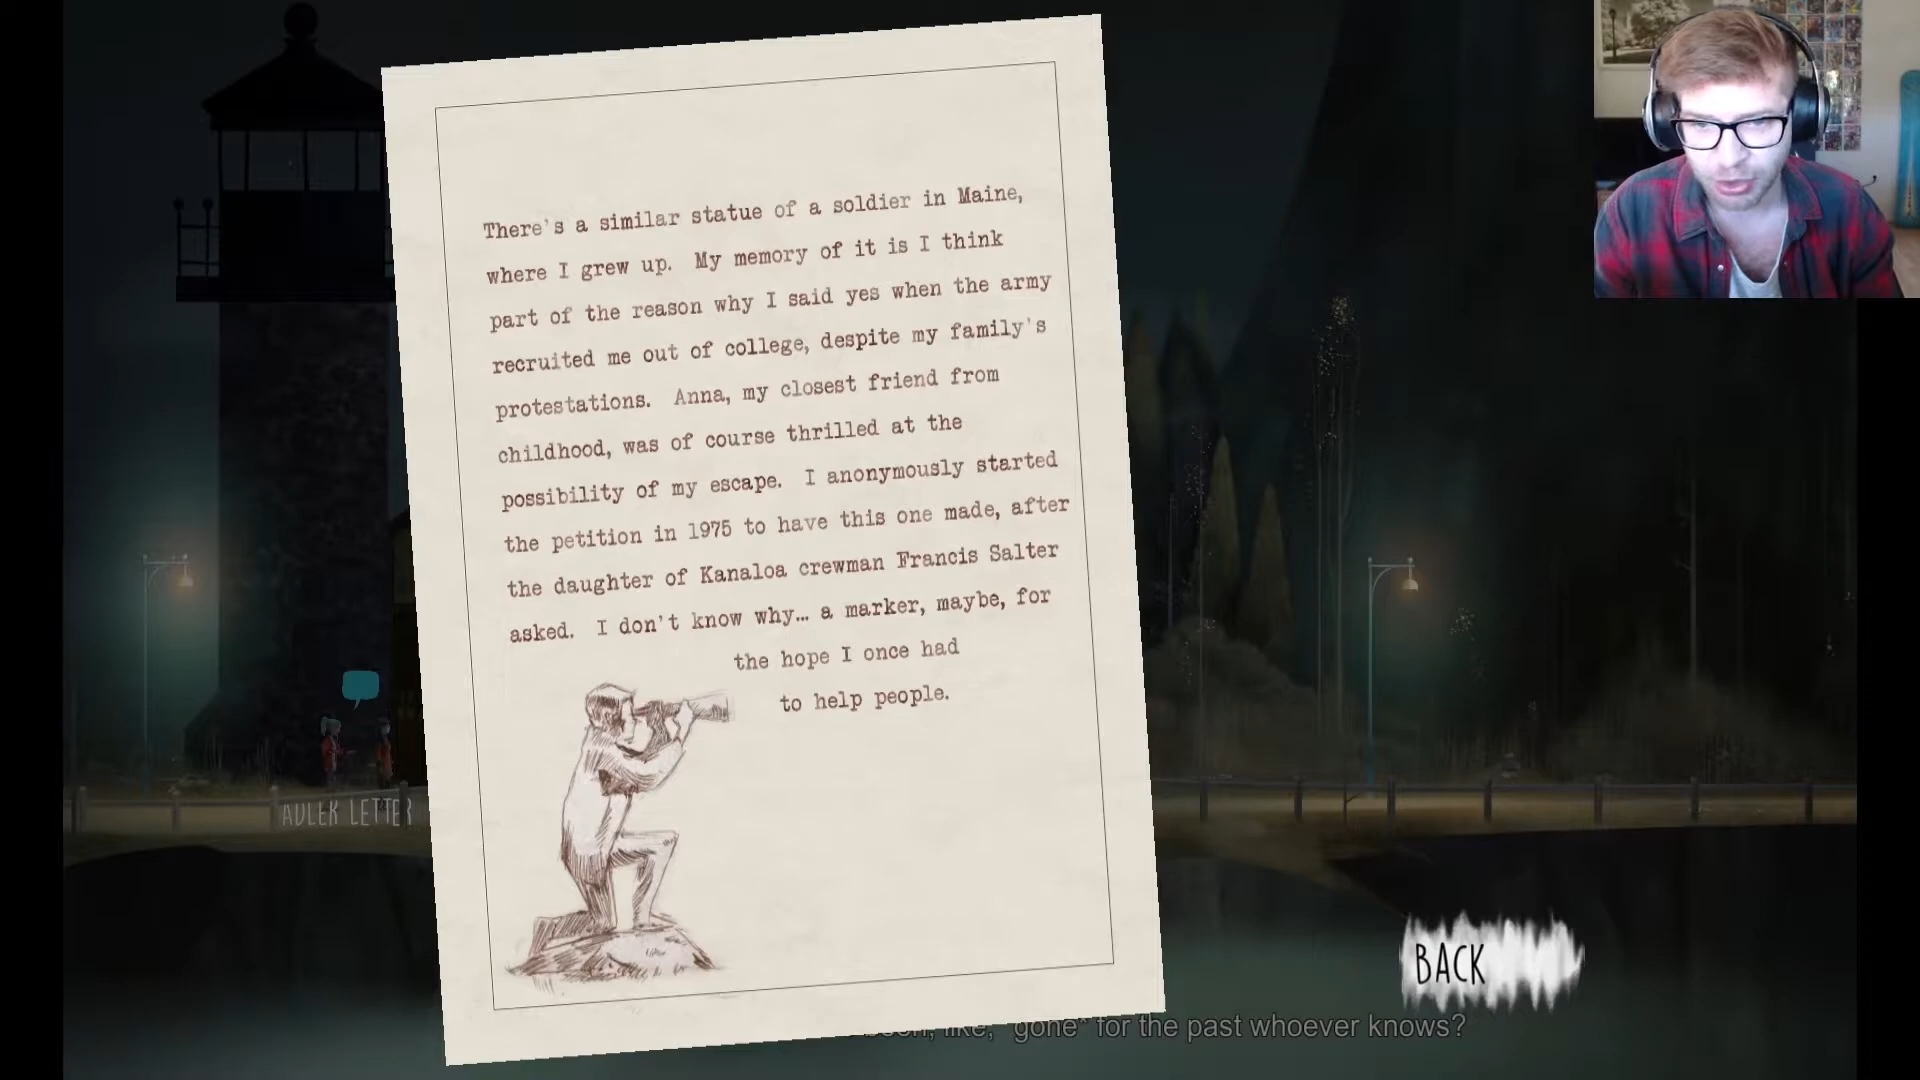 There's a similar statue of a soldier in Maine,
where I grew up. My memory of it is I think
part of the reason why I said yes when the army
recruited me out of college, despite my family's
protestations. Anna, my closest friend from
childhood, was of course thrilled at the
possibility of my escape. I anonymously started
the petition in 1975 to have this one made, after
the daughter of Kanaloa crewman Francis Salter
asked. I don't know why… a marker, maybe, for
the hope I once had
to help people.
ADLER LETTER
BACK
like, *gone* for the past whoever knows?